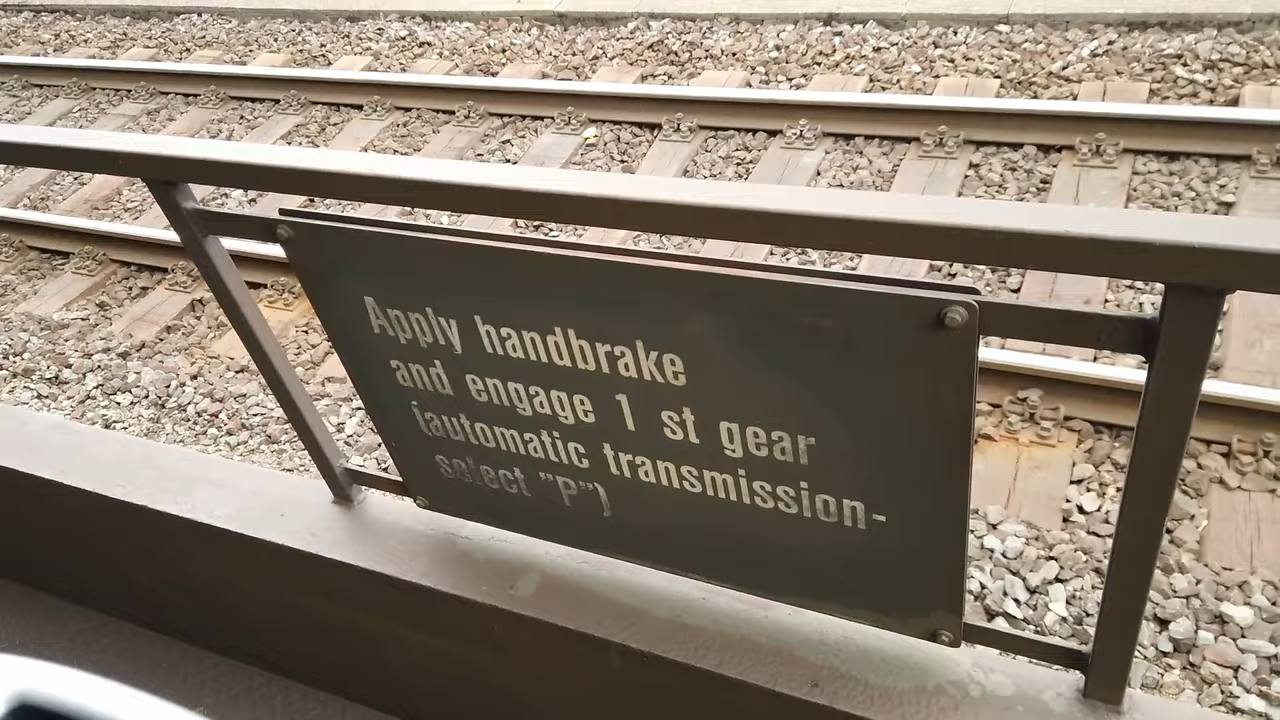 Apply handbrake
and engage 1 st gear
(automatic transmission-
select "P")